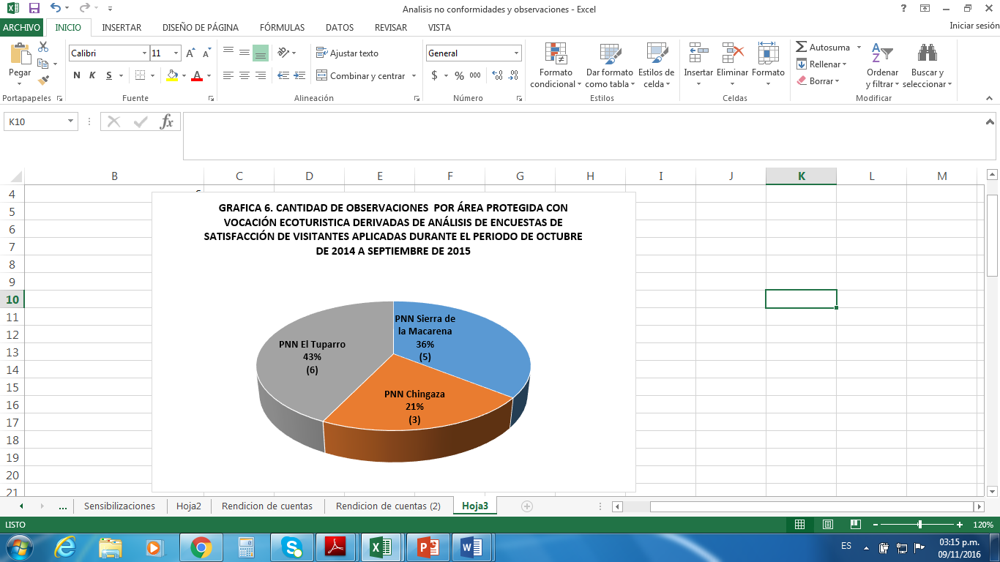 Analisis no conformidades y observaciones - Excel
?
Iniciar sesión
ARCHIVO INICIO INSERTAR DISEÑO DE PÁGINA FÓRMULAS DATOS REVISAR VISTA
Pegar
Portapapeles
Calibri 11
N K S
Fuente
Ajustar texto
Combinar y centrar
Alineación
General
$ % 000
Número
Formato condicional
Dar formato como tabla
Estilos de celda
Estilos
Insertar Eliminar Formato
Celdas
Autosuma
Rellenar
Borrar
Ordenar y filtrar
Buscar y seleccionar
Modificar
K10
fx
B C D E F G H I J K L M
4
5
6
7
8
9
10
11
12
13
14
15
16
17
18
19
20
21
GRAFICA 6. CANTIDAD DE OBSERVACIONES POR ÁREA PROTEGIDA CON
VOCACIÓN ECOTURISTICA DERIVADAS DE ANÁLISIS DE ENCUESTAS DE
SATISFACCIÓN DE VISITANTES APLICADAS DURANTE EL PERIODO DE OCTUBRE
DE 2014 A SEPTIEMBRE DE 2015
PNN Sierra de
la Macarena
36%
(5)
PNN El Tuparro
43%
(6)
PNN Chingaza
21%
(3)
... Sensibilizaciones Hoja2 Rendicion de cuentas Rendicion de cuentas (2) Hoja3
LISTO
120%
ES
03:15 p.m.
09/11/2016